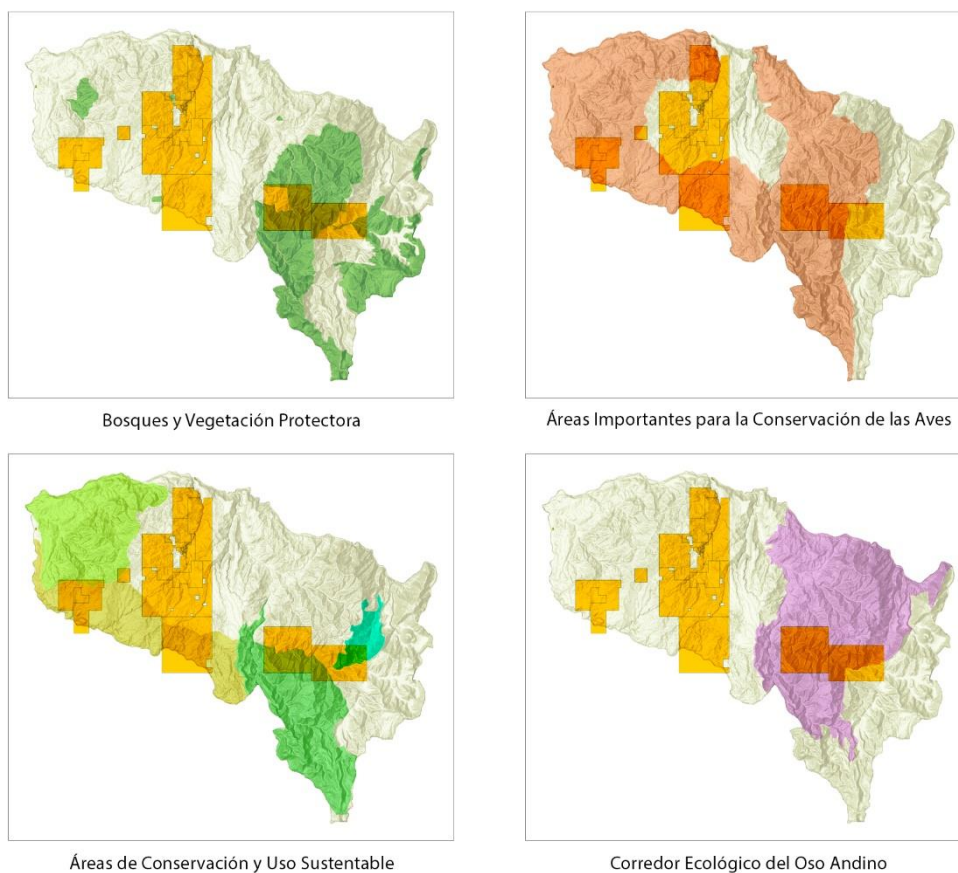 Bosques y Vegetación Protectora
Áreas Importantes para la Conservación de las Aves
Áreas de Conservación y Uso Sustentable
Corredor Ecológico del Oso Andino